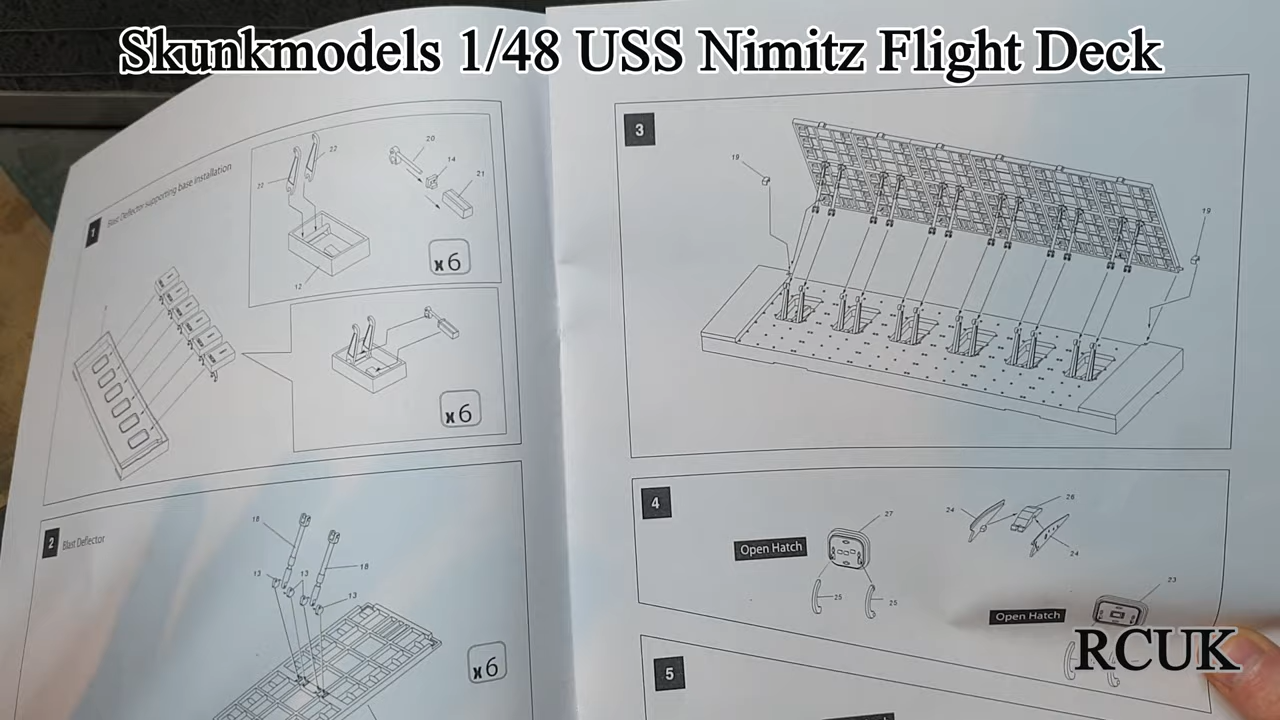 Skunkmodels 1/48 USS Nimitz Flight Deck
1
Blast Deflector supporting base installation
22
22
20
14
21
12
x6
x6
2
Blast Deflector
18
18
13
13
13
x6
3
19
19
4
Open Hatch
27
25
25
24
26
24
Open Hatch
23
5
RCUK